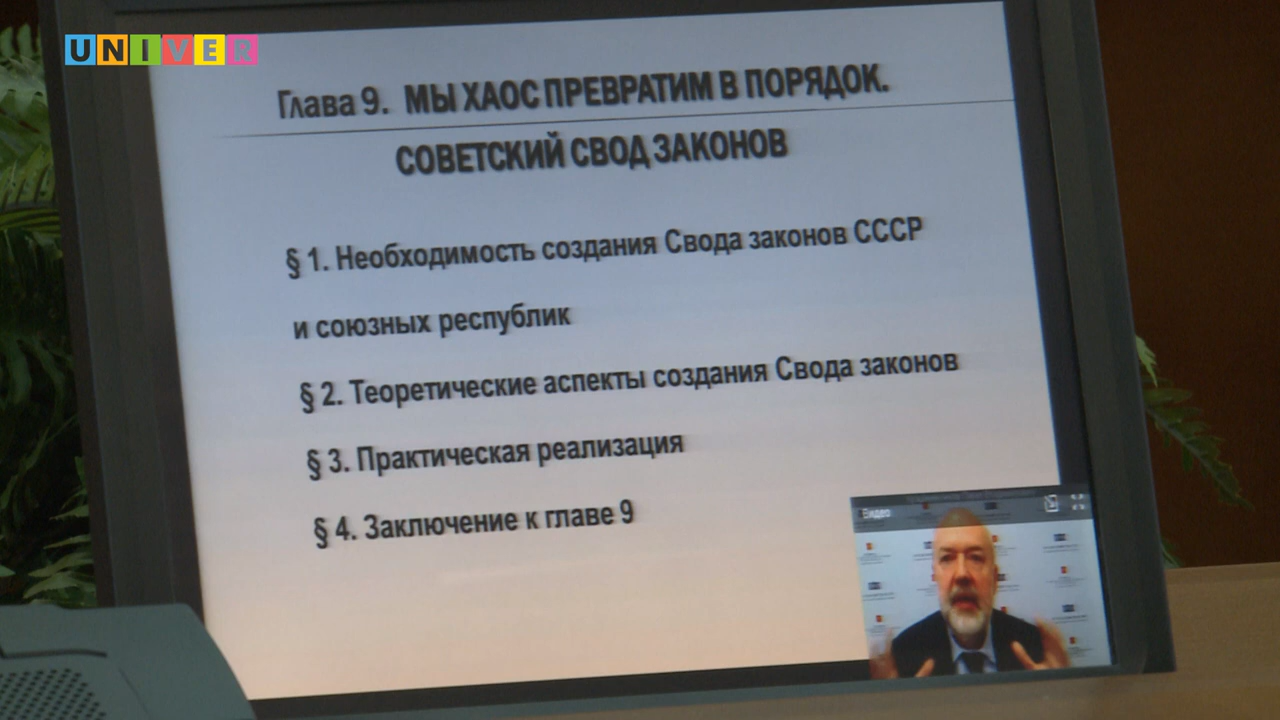 UNIVER
Глава 9. МЫ ХАОС ПРЕВРАТИМ В ПОРЯДОК.
СОВЕТСКИЙ СВОД ЗАКОНОВ
§ 1. Необходимость создания Свода законов СССР
и союзных республик
§ 2. Теоретические аспекты создания Свода законов
§ 3. Практическая реализация
§ 4. Заключение к главе 9
Видео